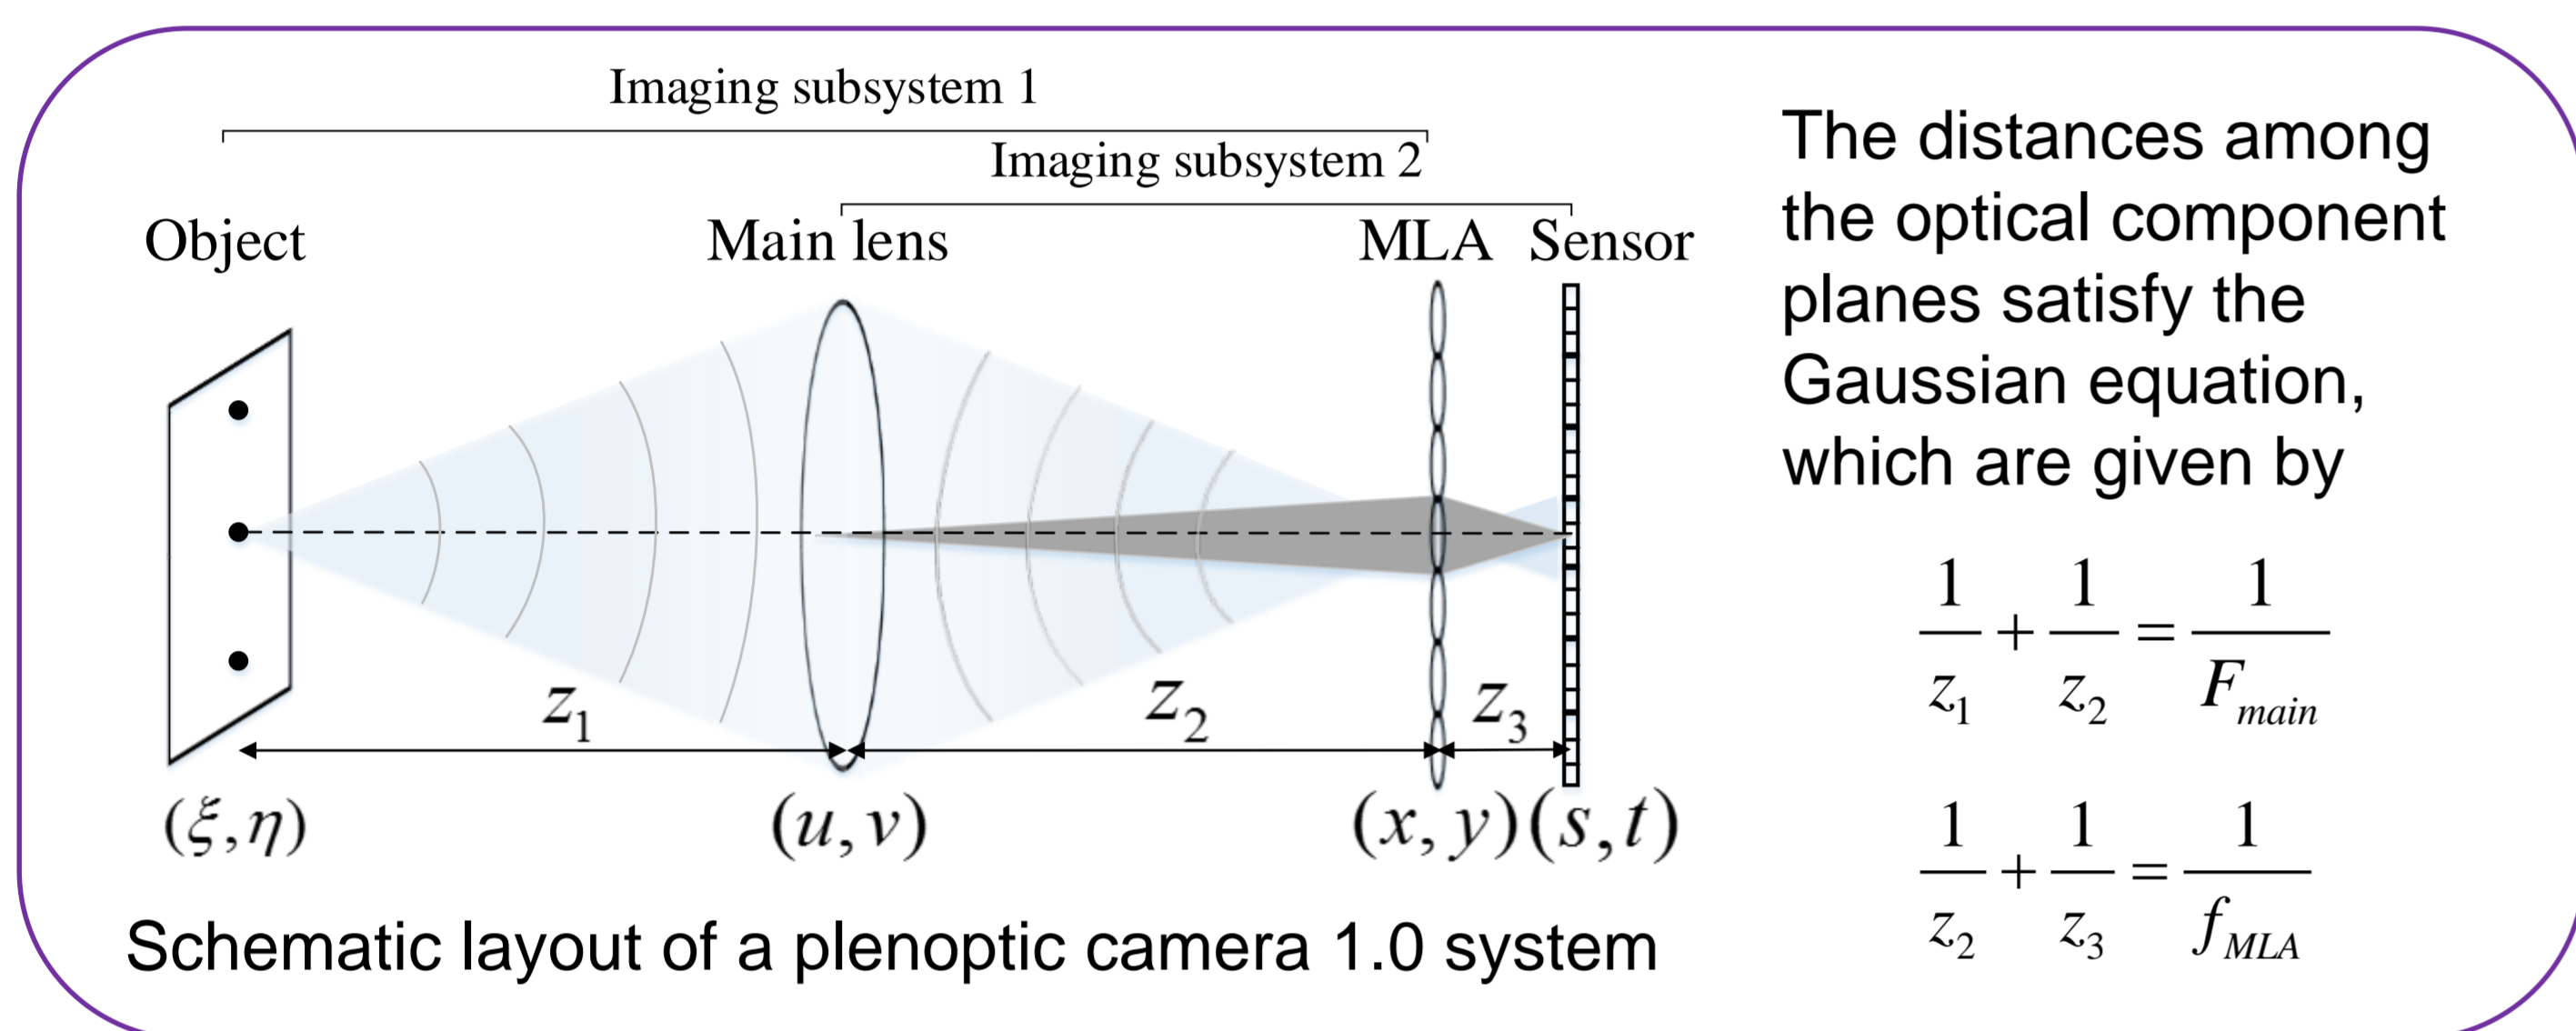 Imaging subsystem 1
Imaging subsystem 2
Object
Main lens
MLA
Sensor
z₁
z₂
z₃
(ξ,η)
(u,v)
(x,y)
(s,t)
Schematic layout of a plenoptic camera 1.0 system
The distances among
the optical component
planes satisfy the
Gaussian equation,
which are given by
1/z₁ + 1/z₂ = 1/F_main
1/z₂ + 1/z₃ = 1/f_MLA